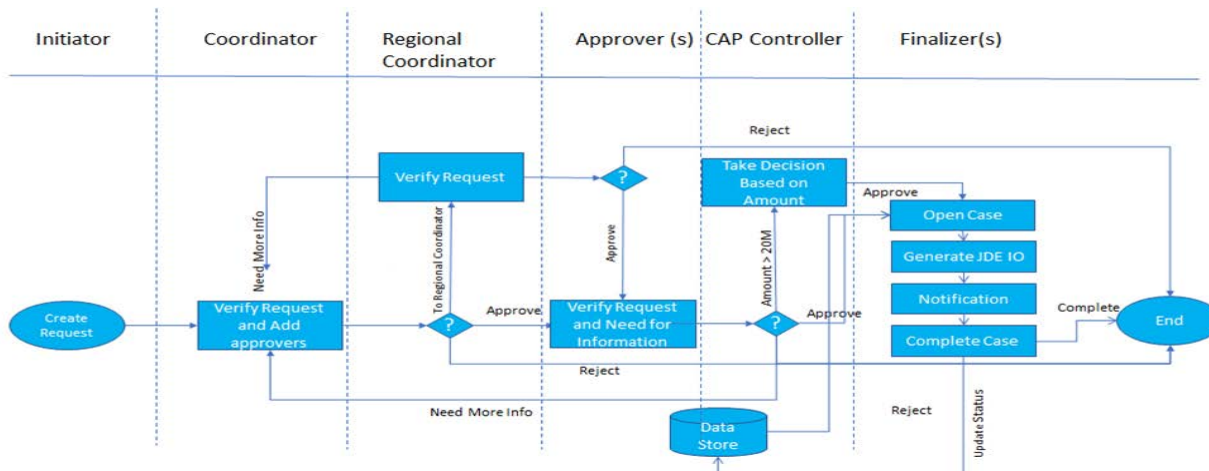 Initiator
Coordinator
Regional
Coordinator
Approver (s)
CAP Controller
Finalizer(s)
Reject
Verify Request
?
Take Decision
Based on
Amount
Approve
Open Case
Need More Info
To Regional Coordinator
Approve
Amount > 20M
Generate JDE IO
Notification
Create
Request
Verify Request
and Add
approvers
?
Approve
Verify Request
and Need for
Information
?
Approve
Complete Case
Complete
End
Reject
Need More Info
Data
Store
Reject
Update Status